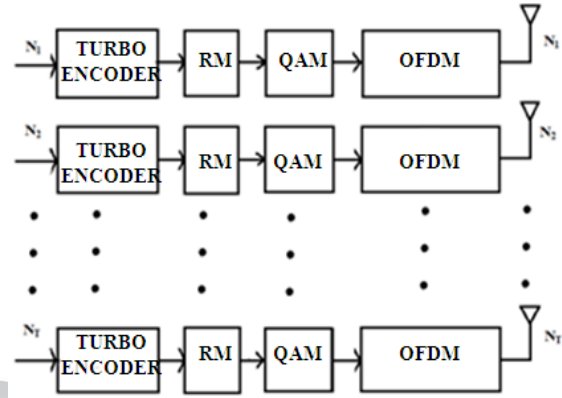 N1
TURBO
ENCODER
RM
QAM
OFDM
N1
N2
TURBO
ENCODER
RM
QAM
OFDM
N2
NT
TURBO
ENCODER
RM
QAM
OFDM
NT